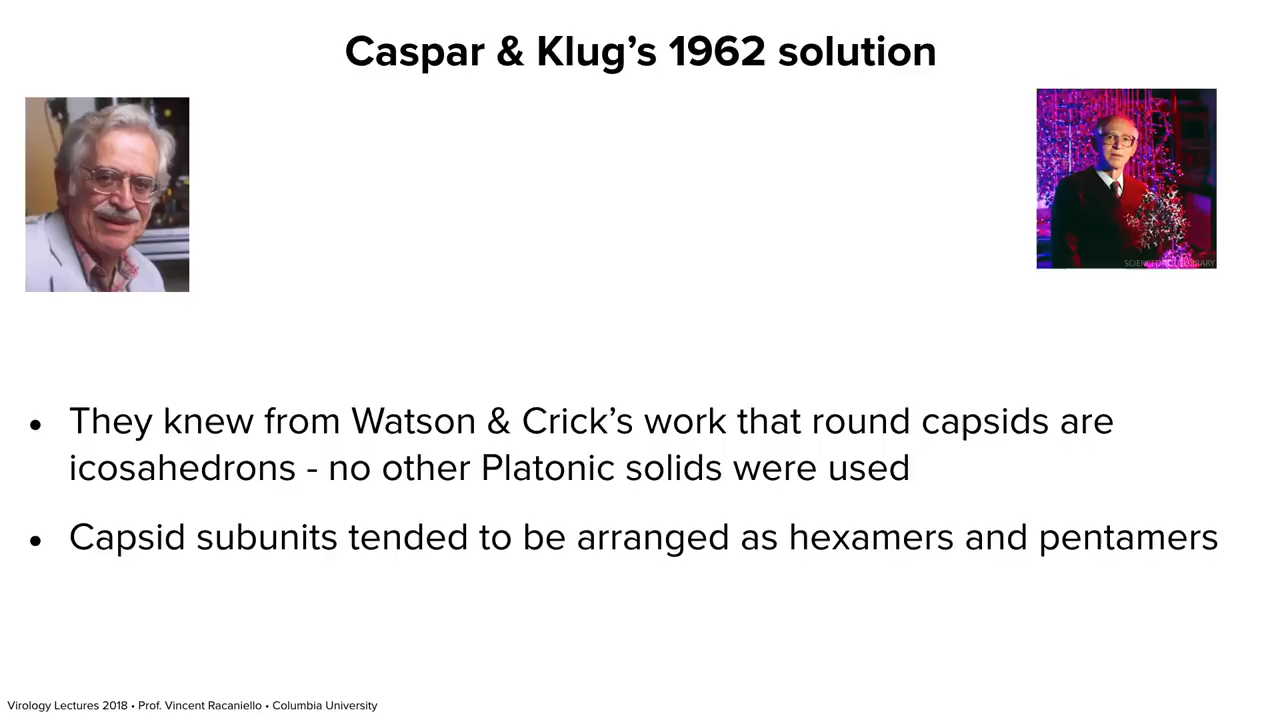 Caspar & Klug’s 1962 solution
SCIENCEPHOTOLIBRARY
• They knew from Watson & Crick’s work that round capsids are
icosahedrons - no other Platonic solids were used
• Capsid subunits tended to be arranged as hexamers and pentamers
Virology Lectures 2018 • Prof. Vincent Racaniello • Columbia University